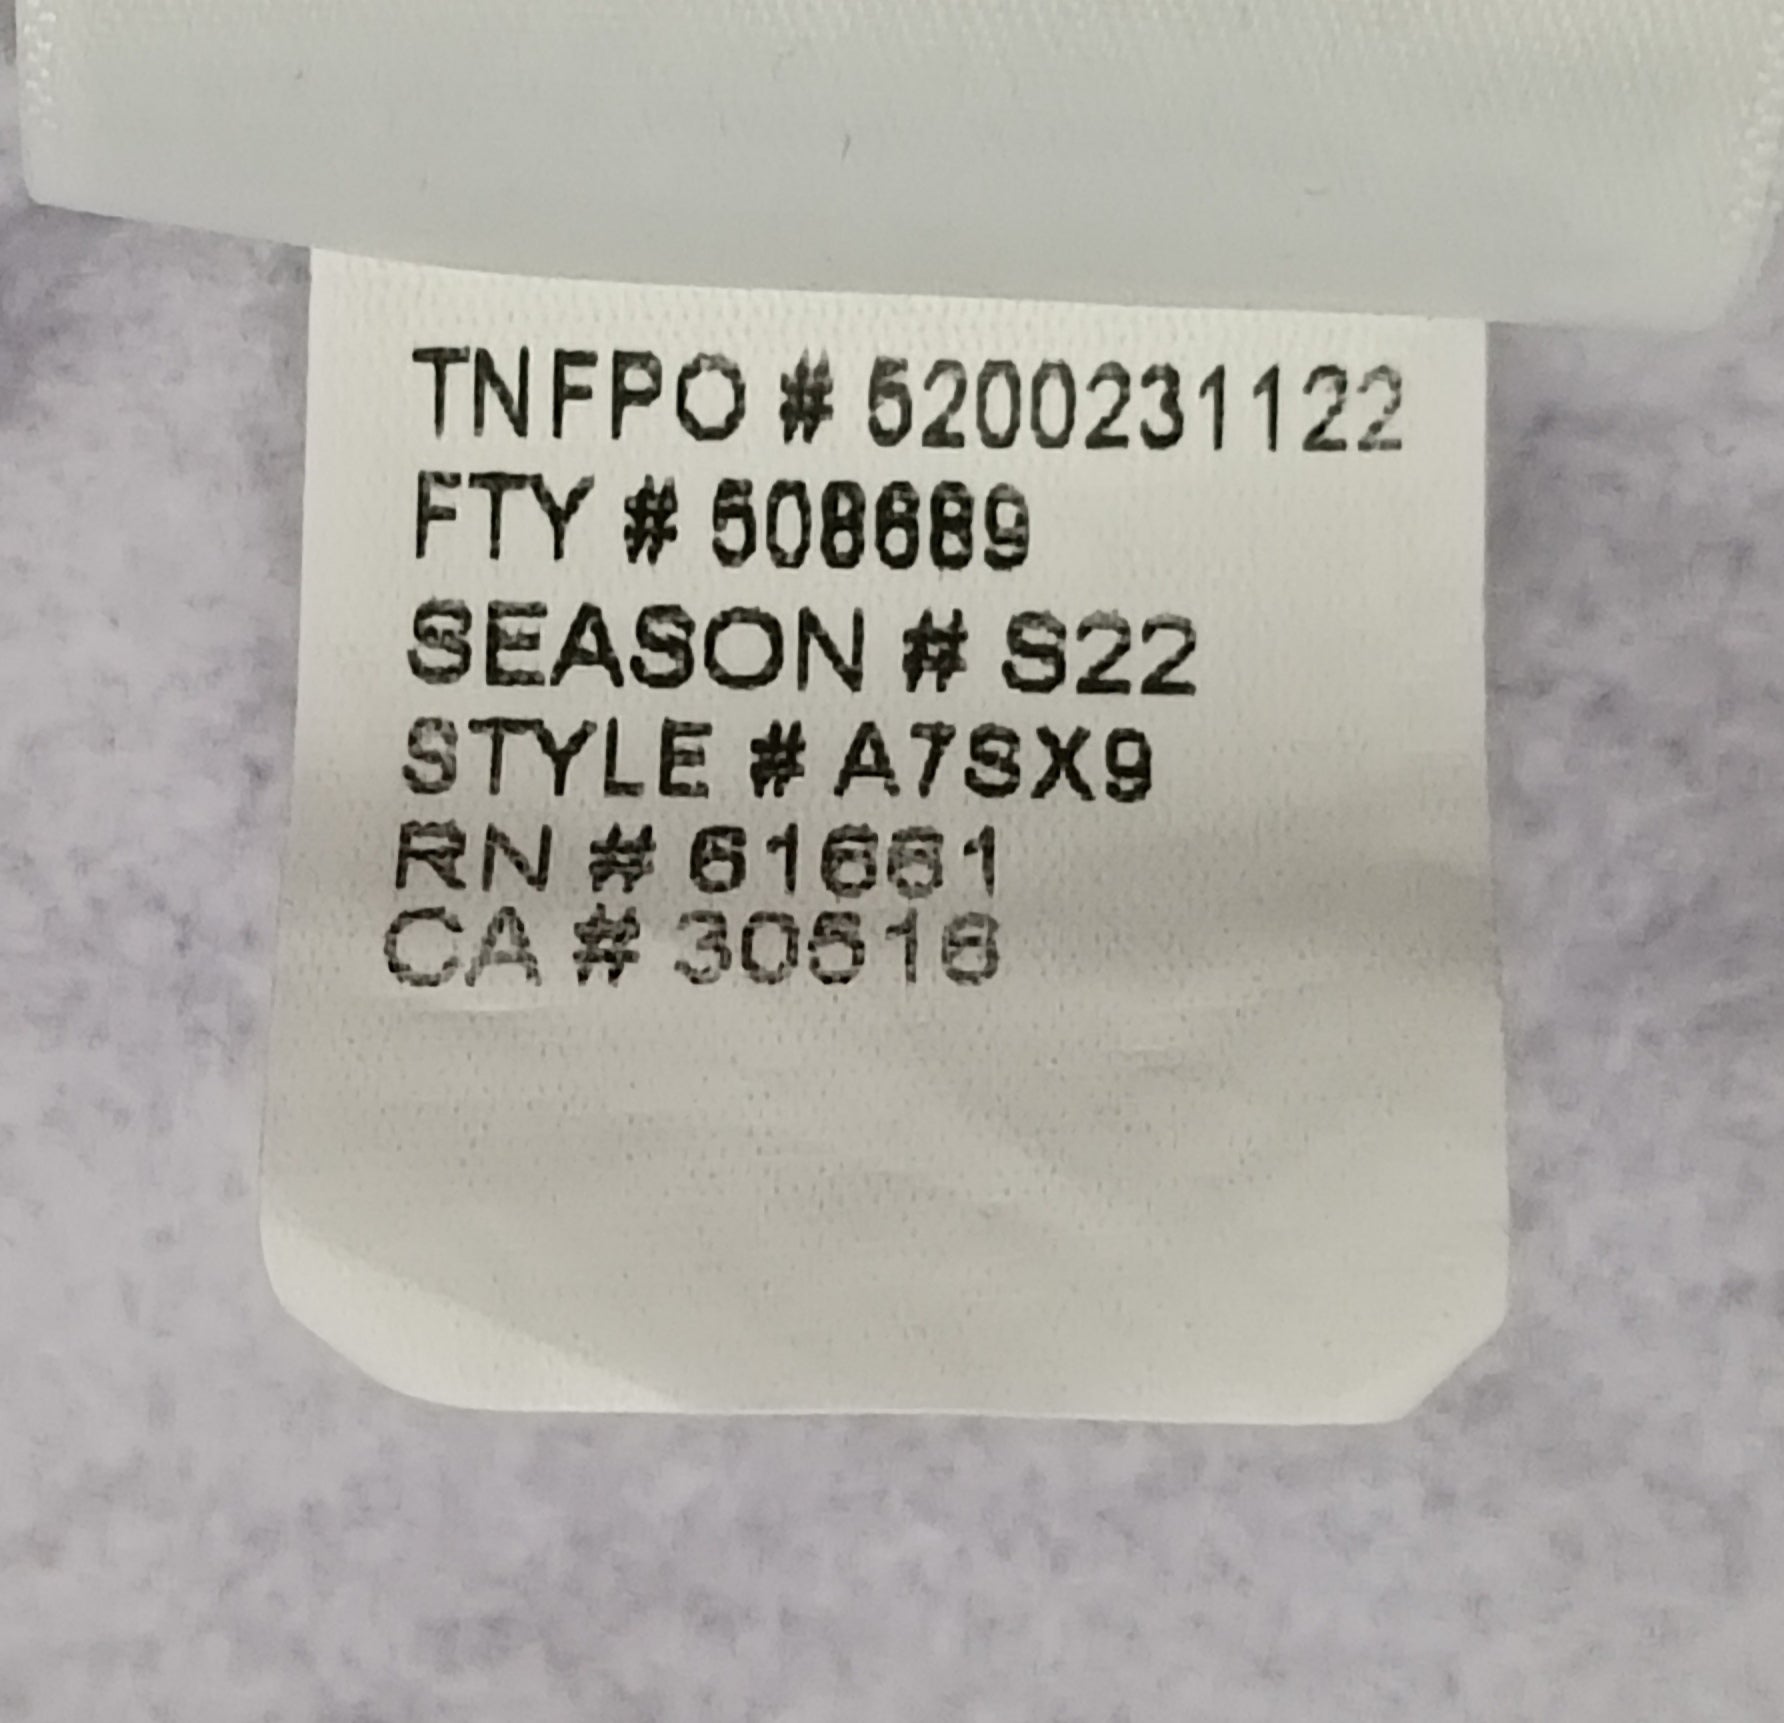 TNFPO # 5200231122
FTY # 508689
SEASON # S22
STYLE # A7SX9
RN # 61661
CA # 30516